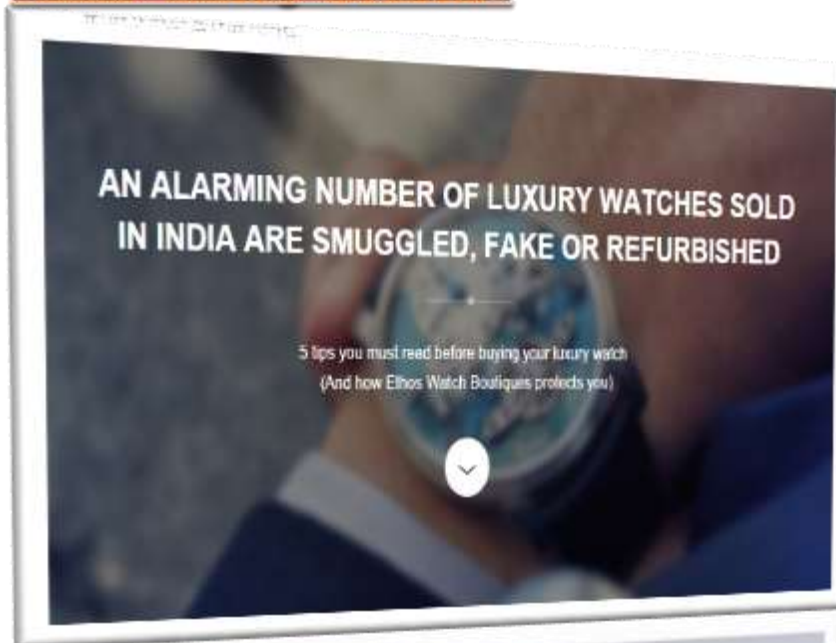 AN ALARMING NUMBER OF LUXURY WATCHES SOLD
IN INDIA ARE SMUGGLED, FAKE OR REFURBISHED
5 tips you must read before buying your luxury watch
(And how Ethos Watch Boutiques protects you)